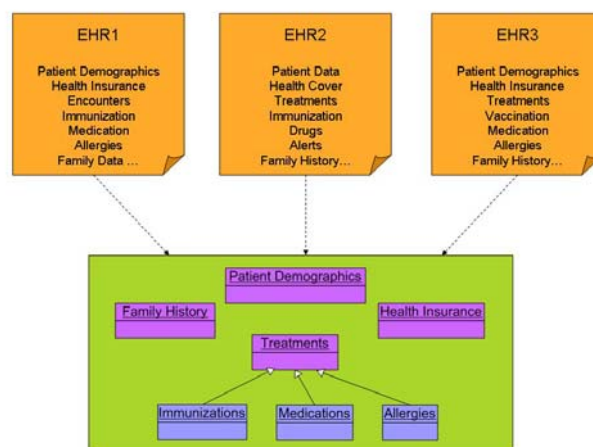 EHR1
Patient Demographics
Health Insurance
Encounters
Immunization
Medication
Allergies
Family Data ...
EHR2
Patient Data
Health Cover
Treatments
Immunization
Drugs
Alerts
Family History...
EHR3
Patient Demographics
Health Insurance
Treatments
Vaccination
Medication
Allergies
Family History...
Patient Demographics
Family History
Health Insurance
Treatments
Immunizations
Medications
Allergies